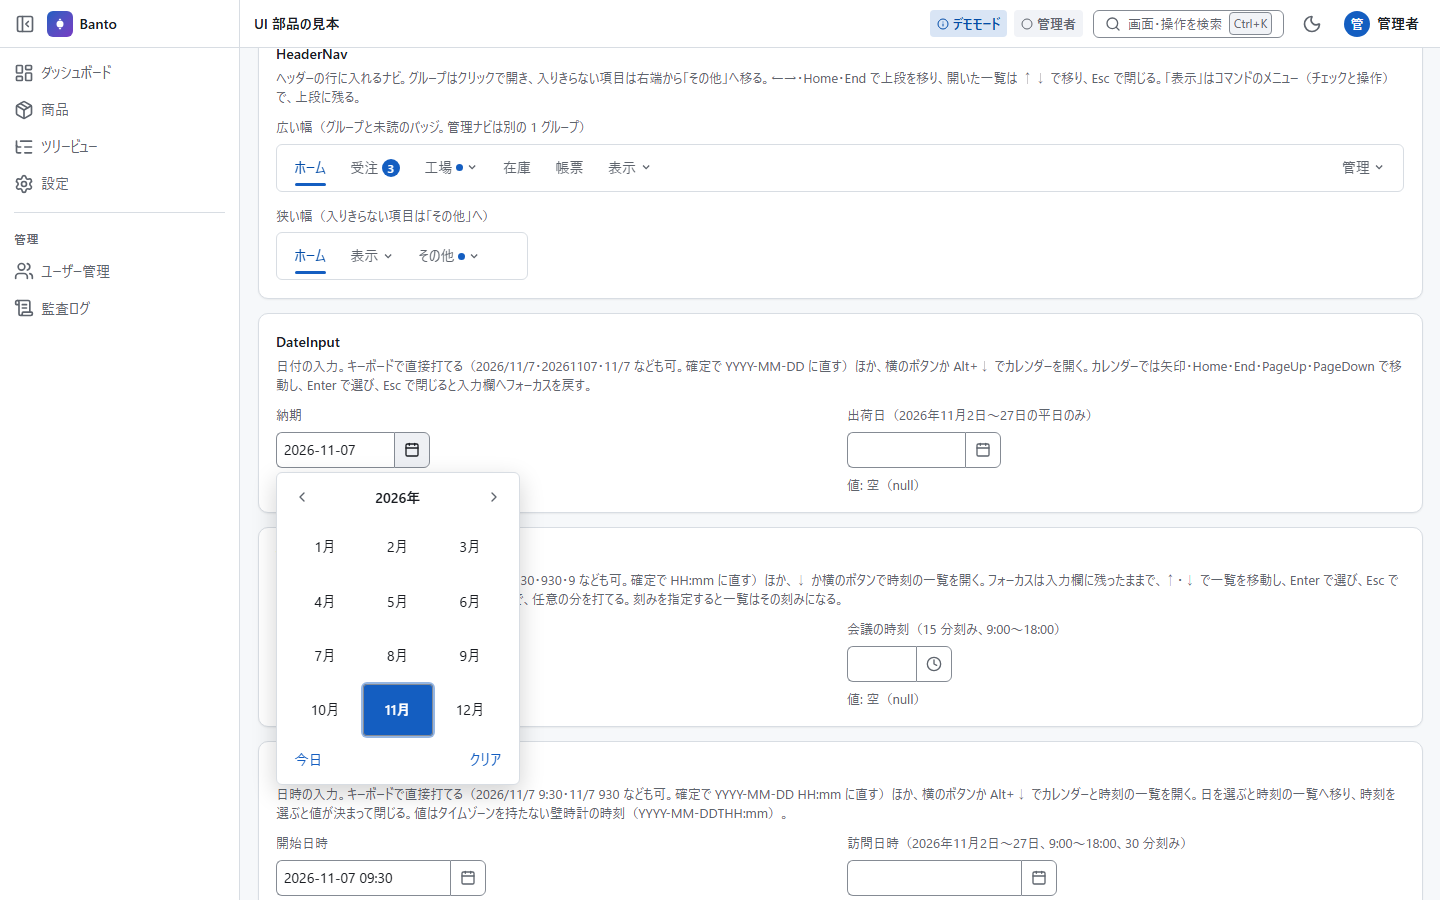 Banto
UI 部品の見本
デモモード
管理者
画面・操作を検索 Ctrl+K
管 管理者
ダッシュボード
商品
ツリービュー
設定
管理
ユーザー管理
監査ログ
HeaderNav
ヘッダーの行に入れるナビ。グループはクリックで開き、入りきらない項目は右端から「その他」へ移る。←→・Home・End で上段を移り、開いた一覧は ↑ ↓ で移り、Esc で閉じる。「表示」はコマンドのメニュー（チェックと操作）
で、上段に残る。
広い幅（グループと未読のバッジ。管理ナビは別の 1 グループ）
ホーム 受注 3 工場 在庫 帳票 表示 管理
狭い幅（入りきらない項目は「その他」へ）
ホーム 表示 その他
DateInput
日付の入力。キーボードで直接打てる（2026/11/7・20261107・11/7 なども可。確定で YYYY-MM-DD に直す）ほか、横のボタンか Alt+↓ でカレンダーを開く。カレンダーでは矢印・Home・End・PageUp・PageDown で移
動し、Enter で選び、Esc で閉じると入力欄へフォーカスを戻す。
納期
2026-11-07
出荷日（2026年11月2日〜27日の平日のみ）
値: 空（null）
2026年
1月 2月 3月
4月 5月 6月
7月 8月 9月
10月 11月 12月
今日 クリア
30・930・9 なども可。確定で HH:mm に直す）ほか、↓ か横のボタンで時刻の一覧を開く。フォーカスは入力欄に残ったままで、↑・↓ で一覧を移動し、Enter で選び、Esc で
、任意の分を打てる。刻みを指定すると一覧はその刻みになる。
会議の時刻（15 分刻み、9:00〜18:00）
値: 空（null）
日時の入力。キーボードで直接打てる（2026/11/7 9:30・11/7 930 なども可。確定で YYYY-MM-DD HH:mm に直す）ほか、横のボタンか Alt+↓ でカレンダーと時刻の一覧を開く。日を選ぶと時刻の一覧へ移り、時刻を
選ぶと値が決まって閉じる。値はタイムゾーンを持たない壁時計の時刻（YYYY-MM-DDTHH:mm）。
開始日時
2026-11-07 09:30
訪問日時（2026年11月2日〜27日、9:00〜18:00、30 分刻み）